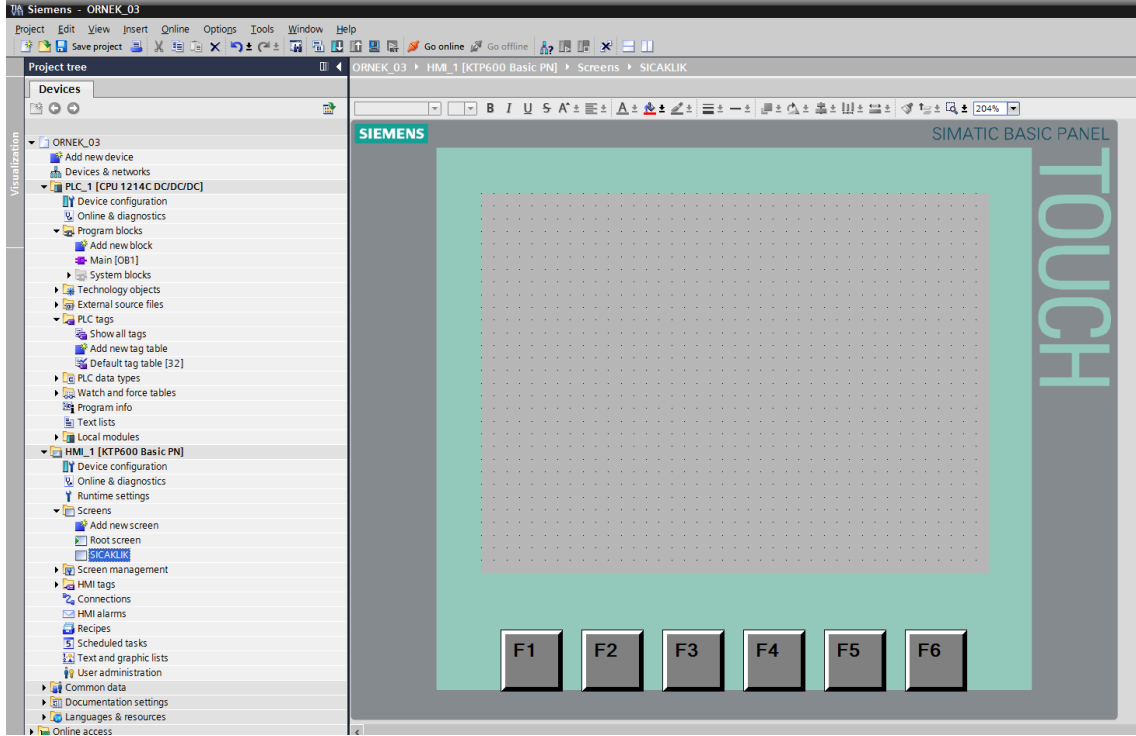 Siemens - ORNEK_03
Project Edit View Insert Online Options Tools Window Help
Save project Go online Go offline
Project tree
ORNEK_03 HMI_1 [KTP600 Basic PN] Screens SICAKLIK
Devices
B I U S A A 204%
Visualization
SIEMENS
SIMATIC BASIC PANEL
TOUCH
ORNEK_03
Add new device
Devices & networks
PLC_1 [CPU 1214C DC/DC/DC]
Device configuration
Online & diagnostics
Program blocks
Add new block
Main [OB1]
System blocks
Technology objects
External source files
PLC tags
Show all tags
Add new tag table
Default tag table [32]
PLC data types
Watch and force tables
Program info
Text lists
Local modules
HMI_1 [KTP600 Basic PN]
Device configuration
Online & diagnostics
Runtime settings
Screens
Add new screen
Root screen
SICAKLIK
Screen management
HMI tags
Connections
HMI alarms
Recipes
Scheduled tasks
Text and graphic lists
User administration
Common data
Documentation settings
Languages & resources
Online access
F1 F2 F3 F4 F5 F6